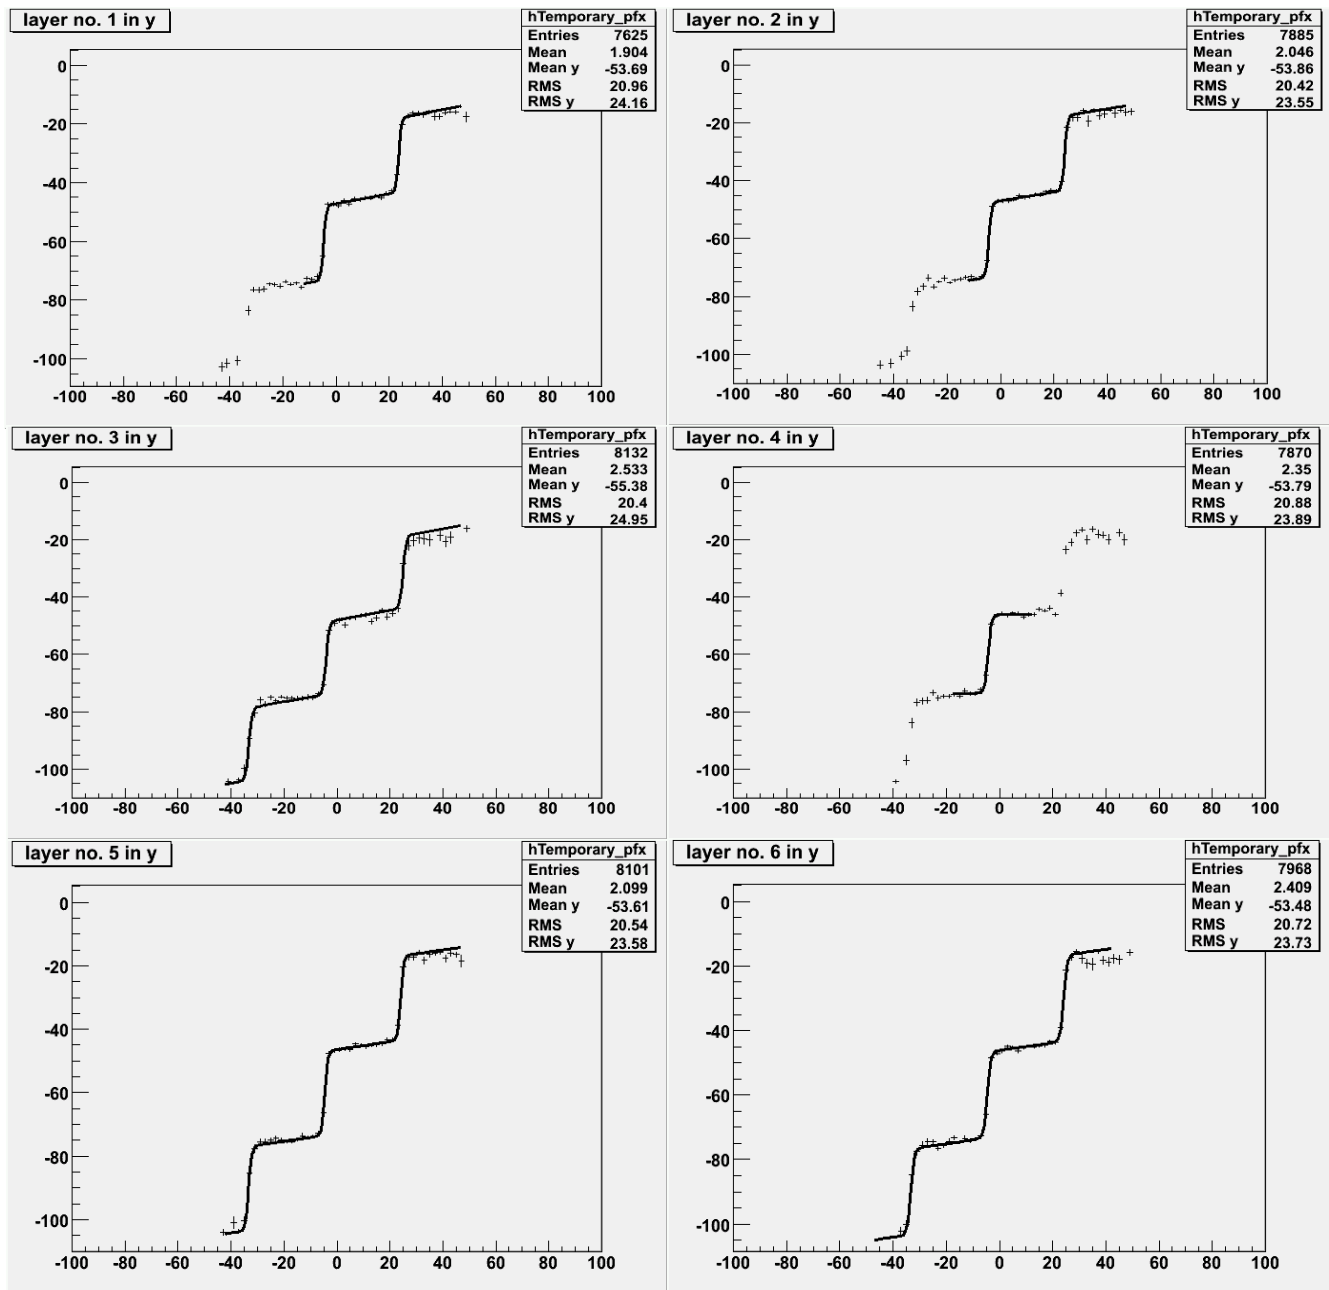 layer no. 1 in y
hTemporary_pfx
Entries 7625
Mean 1.904
Mean y -53.69
RMS 20.96
RMS y 24.16
0
-20
-40
-60
-80
-100
-100 -80 -60 -40 -20 0 20 40 60 80 100
layer no. 2 in y
hTemporary_pfx
Entries 7885
Mean 2.046
Mean y -53.86
RMS 20.42
RMS y 23.55
0
-20
-40
-60
-80
-100
-100 -80 -60 -40 -20 0 20 40 60 80 100
layer no. 3 in y
hTemporary_pfx
Entries 8132
Mean 2.533
Mean y -55.38
RMS 20.4
RMS y 24.95
0
-20
-40
-60
-80
-100
-100 -80 -60 -40 -20 0 20 40 60 80 100
layer no. 4 in y
hTemporary_pfx
Entries 7870
Mean 2.35
Mean y -53.79
RMS 20.88
RMS y 23.89
0
-20
-40
-60
-80
-100
-100 -80 -60 -40 -20 0 20 40 60 80 100
layer no. 5 in y
hTemporary_pfx
Entries 8101
Mean 2.099
Mean y -53.61
RMS 20.54
RMS y 23.58
0
-20
-40
-60
-80
-100
-100 -80 -60 -40 -20 0 20 40 60 80 100
layer no. 6 in y
hTemporary_pfx
Entries 7968
Mean 2.409
Mean y -53.48
RMS 20.72
RMS y 23.73
0
-20
-40
-60
-80
-100
-100 -80 -60 -40 -20 0 20 40 60 80 100